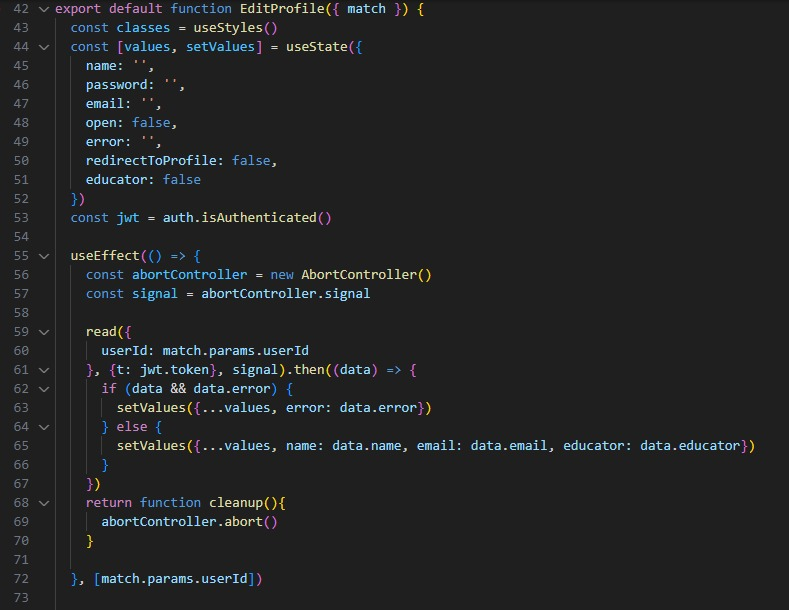 42 export default function EditProfile({ match }) {
43   const classes = useStyles()
44   const [values, setValues] = useState({
45     name: '',
46     password: '',
47     email: '',
48     open: false,
49     error: '',
50     redirectToProfile: false,
51     educator: false
52   })
53   const jwt = auth.isAuthenticated()
54
55   useEffect(() => {
56     const abortController = new AbortController()
57     const signal = abortController.signal
58
59     read({
60       userId: match.params.userId
61     }, {t: jwt.token}, signal).then((data) => {
62       if (data && data.error) {
63         setValues({...values, error: data.error})
64       } else {
65         setValues({...values, name: data.name, email: data.email, educator: data.educator})
66       }
67     })
68     return function cleanup(){
69       abortController.abort()
70     }
71
72   }, [match.params.userId])
73